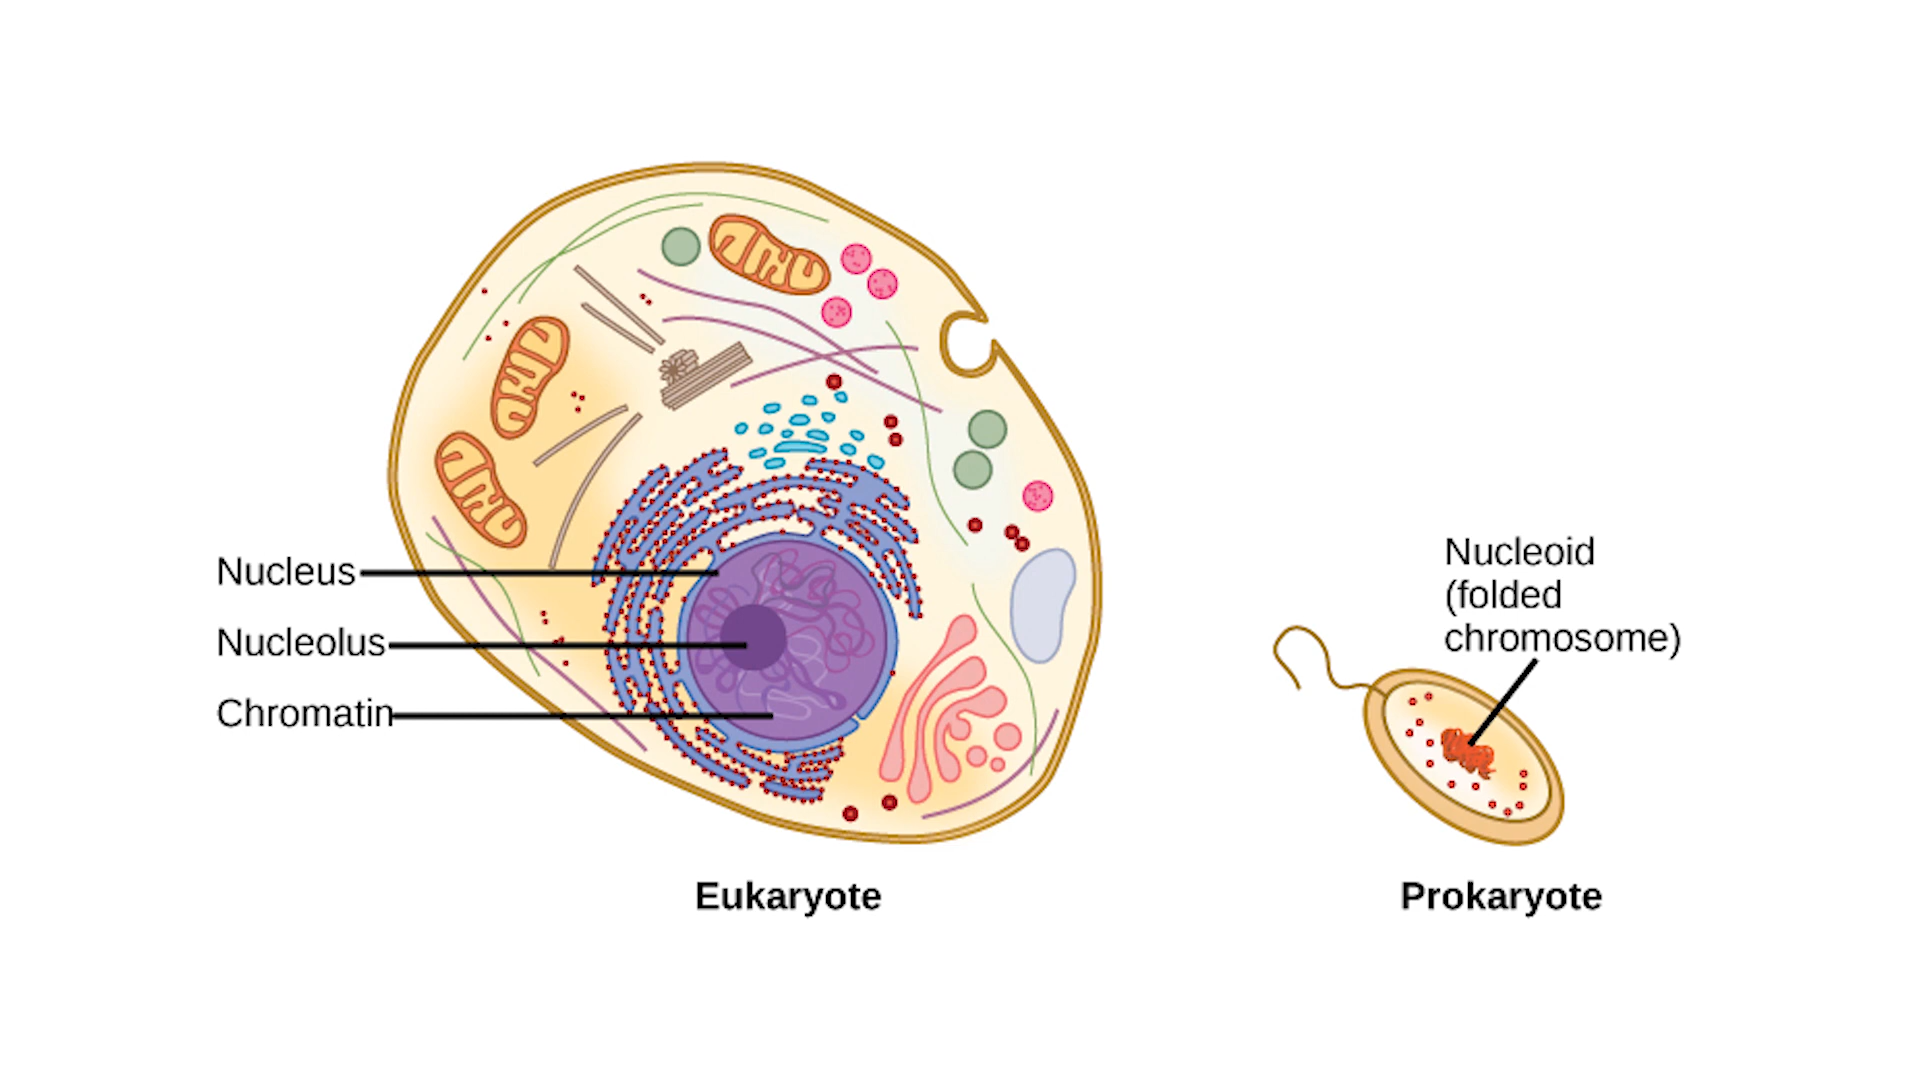 Nucleus
Nucleolus
Chromatin
Eukaryote
Nucleoid
(folded
chromosome)
Prokaryote